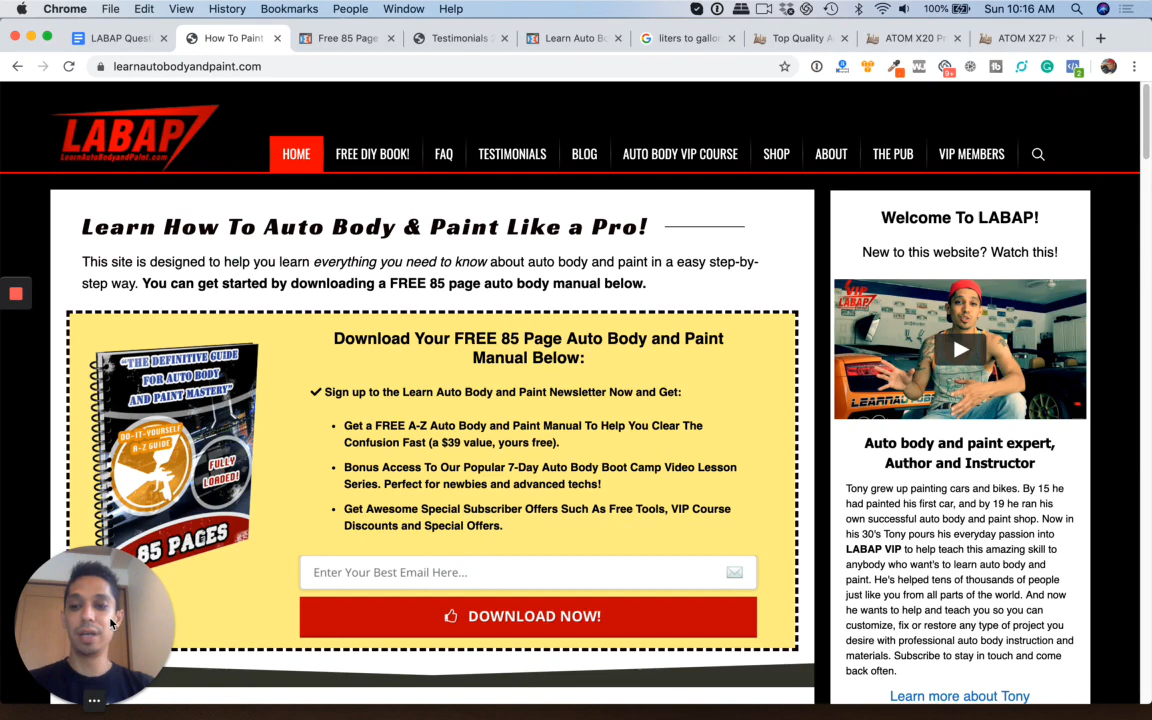 Chrome File Edit View History Bookmarks People Window Help 100% Sun 10:16 AM
LABAP Quest How To Paint Free 85 Page Testimonials Learn Auto Bo liters to gallon Top Quality A ATOM X20 Pr ATOM X27 Pr
learnautobodyandpaint.com
LABAP
LearnAutoBodyandPaint.com
HOME FREE DIY BOOK! FAQ TESTIMONIALS BLOG AUTO BODY VIP COURSE SHOP ABOUT THE PUB VIP MEMBERS
Learn How To Auto Body & Paint Like a Pro!
This site is designed to help you learn everything you need to know about auto body and paint in a easy step-by-
step way. You can get started by downloading a FREE 85 page auto body manual below.
Download Your FREE 85 Page Auto Body and Paint
Manual Below:
Sign up to the Learn Auto Body and Paint Newsletter Now and Get:
• Get a FREE A-Z Auto Body and Paint Manual To Help You Clear The
Confusion Fast (a $39 value, yours free).
• Bonus Access To Our Popular 7-Day Auto Body Boot Camp Video Lesson
Series. Perfect for newbies and advanced techs!
• Get Awesome Special Subscriber Offers Such As Free Tools, VIP Course
Discounts and Special Offers.
"THE DEFINITIVE GUIDE
FOR AUTO BODY
AND PAINT MASTERY"
DO-IT-YOURSELF
A-Z GUIDE
FULLY
LOADED!
85 PAGES
Enter Your Best Email Here...
DOWNLOAD NOW!
Welcome To LABAP!
New to this website? Watch this!
VIP
LABAP
Auto body and paint expert,
Author and Instructor
Tony grew up painting cars and bikes. By 15 he
had painted his first car, and by 19 he ran his
own successful auto body and paint shop. Now in
his 30's Tony pours his everyday passion into
LABAP VIP to help teach this amazing skill to
anybody who want's to learn auto body and
paint. He's helped tens of thousands of people
just like you from all parts of the world. And now
he wants to help and teach you so you can
customize, fix or restore any type of project you
desire with professional auto body instruction and
materials. Subscribe to stay in touch and come
back often.
Learn more about Tony